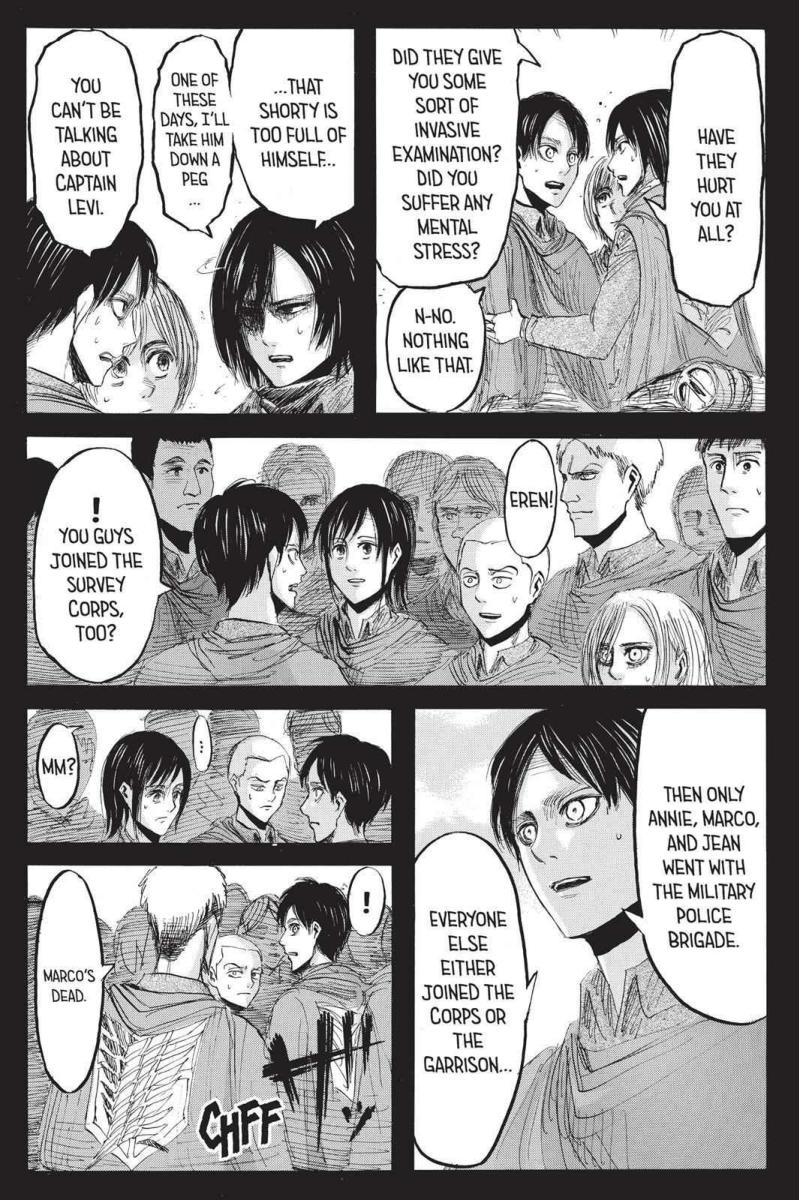 HAVE
THEY
HURT
YOU AT
ALL?
DID THEY GIVE
YOU SOME
SORT OF
INVASIVE
EXAMINATION?
DID YOU
SUFFER ANY
MENTAL
STRESS?
N-NO.
NOTHING
LIKE THAT.
...THAT
SHORTY IS
TOO FULL OF
HIMSELF...
ONE OF
THESE
DAYS, I'LL
TAKE HIM
DOWN A
PEG
...
YOU
CAN'T BE
TALKING
ABOUT
CAPTAIN
LEVI.
EREN!
!
YOU GUYS
JOINED THE
SURVEY
CORPS,
TOO?
THEN ONLY
ANNIE, MARCO,
AND JEAN
WENT WITH
THE MILITARY
POLICE
BRIGADE.
EVERYONE
ELSE
EITHER
JOINED THE
CORPS OR
THE
GARRISON...
...
MM?
!
MARCO'S
DEAD.
ザッ
CHFF